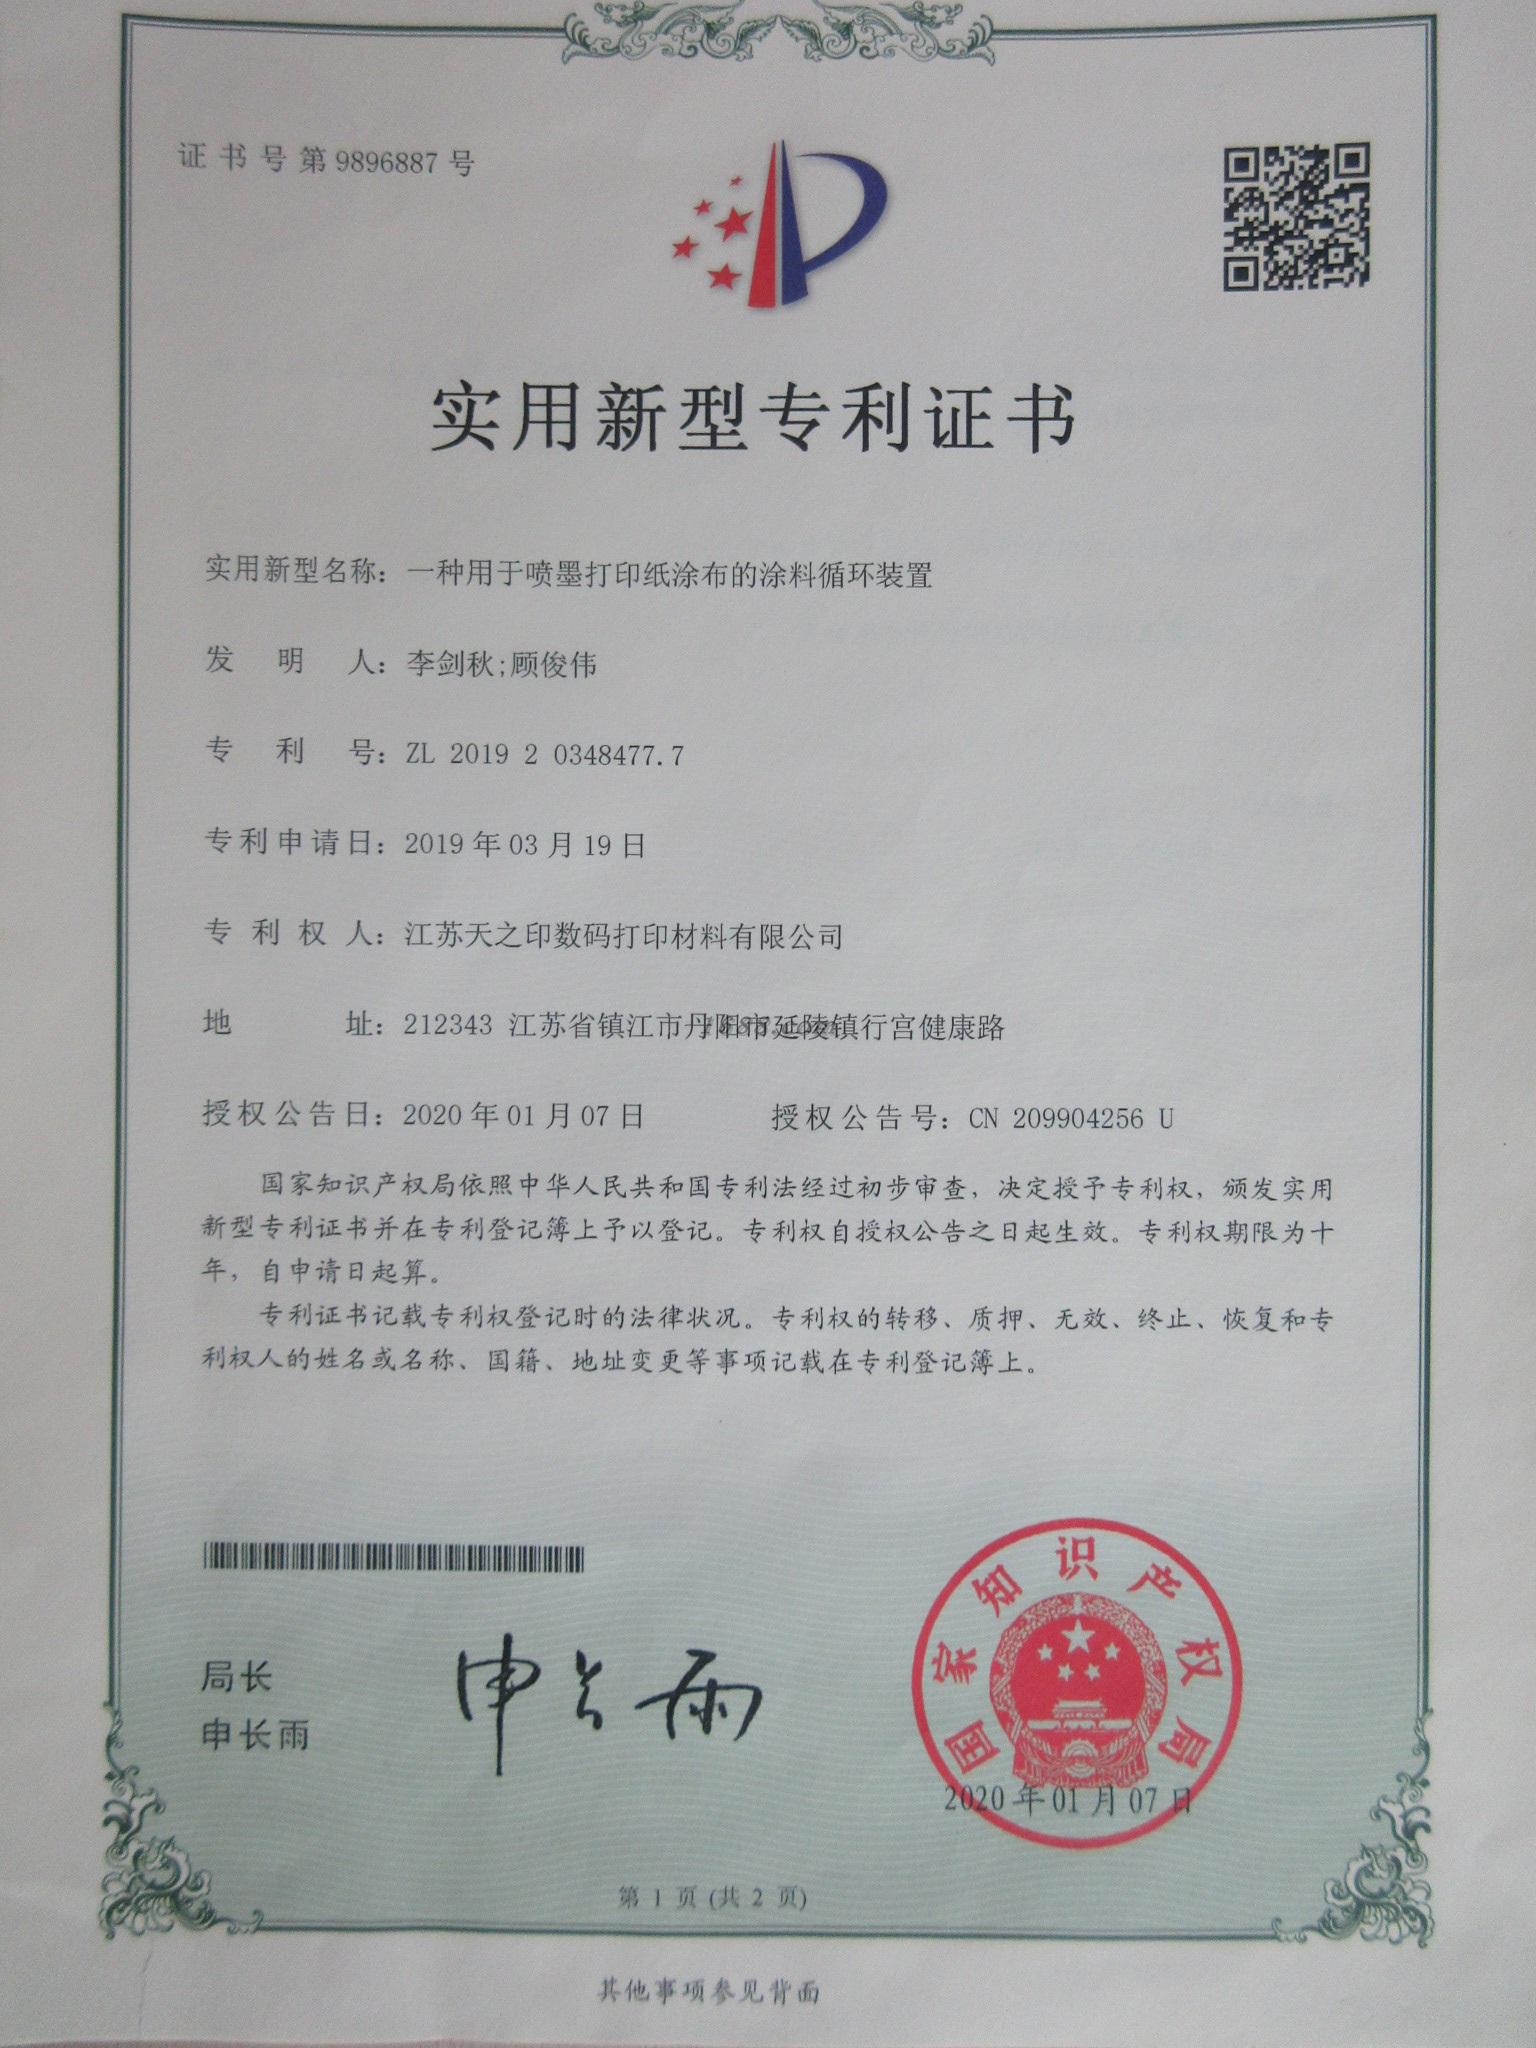 证书号第9896887号
实用新型专利证书
实用新型名称：一种用于喷墨打印纸涂布的涂料循环装置
发明人：李剑秋;顾俊伟
专利号：ZL 2019 2 0348477.7
专利申请日：2019年03月19日
专利权人：江苏天之印数码打印材料有限公司
地址：212343 江苏省镇江市丹阳市延陵镇行宫健康路
授权公告日：2020年01月07日 授权公告号：CN 209904256 U
国家知识产权局依照中华人民共和国专利法经过初步审查，决定授予专利权，颁发实用
新型专利证书并在专利登记簿上予以登记。专利权自授权公告之日起生效。专利权期限为十
年，自申请日起算。
专利证书记载专利权登记时的法律状况。专利权的转移、质押、无效、终止、恢复和专
利权人的姓名或名称、国籍、地址变更等事项记载在专利登记簿上。
局长
申长雨
申长雨
国家知识产权局
2020年01月07日
第 1 页 (共 2 页)
其他事项参见背面